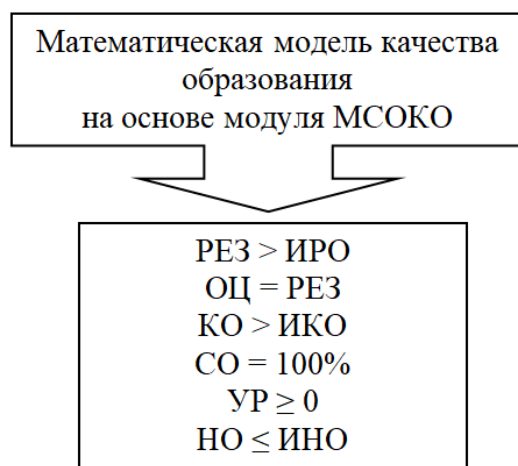 Математическая модель качества
образования
на основе модуля МСОКО
РЕЗ > ИРО
ОЦ = РЕЗ
КО > ИКО
СО = 100%
УР ≥ 0
НО ≤ ИНО